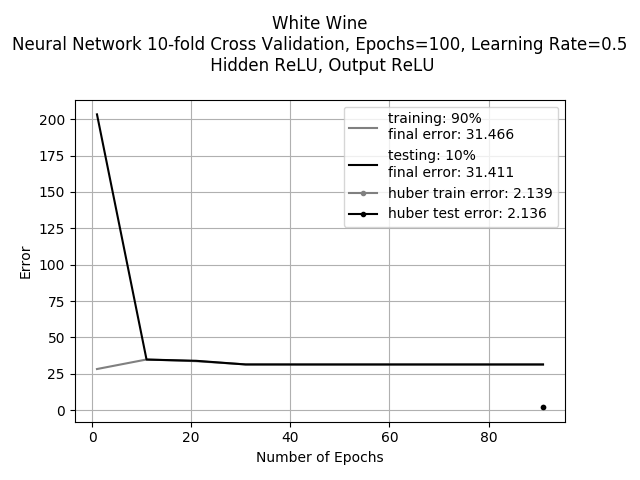 White Wine
Neural Network 10-fold Cross Validation, Epochs=100, Learning Rate=0.5
Hidden ReLU, Output ReLU
training: 90%
final error: 31.466
testing: 10%
final error: 31.411
huber train error: 2.139
huber test error: 2.136
200
175
150
125
100
75
50
25
0
Error
0 20 40 60 80
Number of Epochs